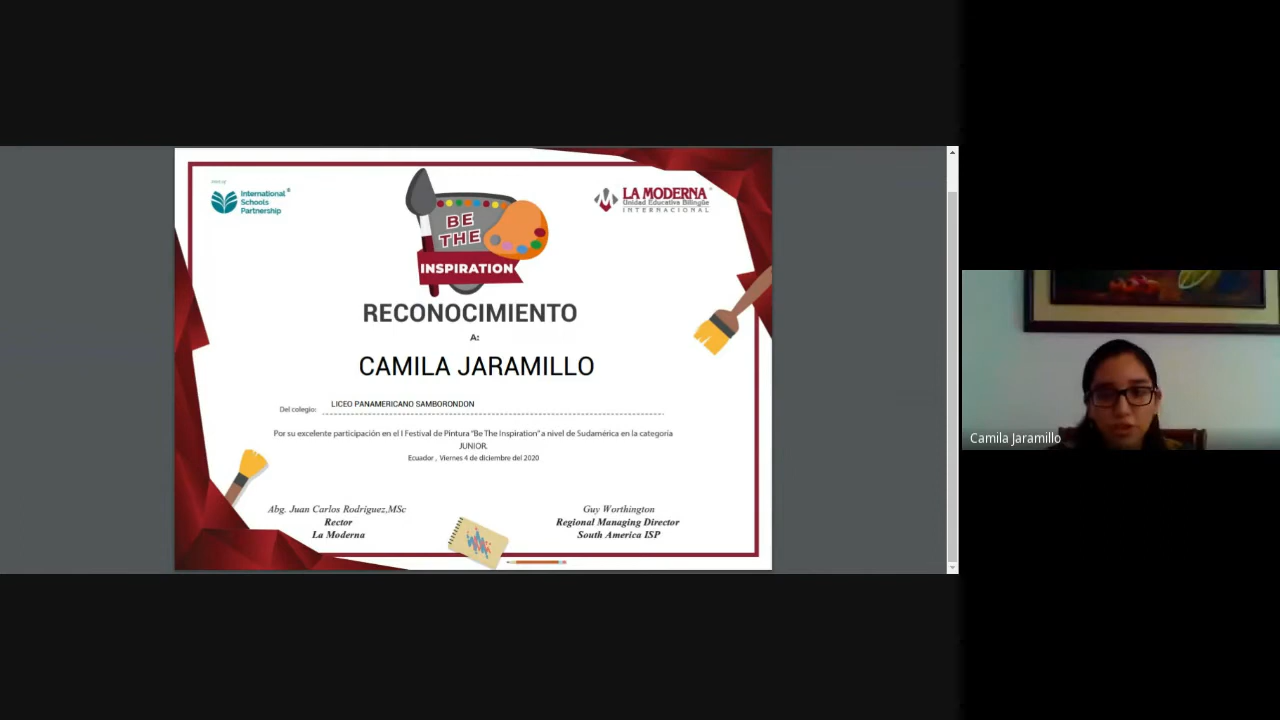 International
Schools
Partnership
LA MODERNA
Unidad Educativa Bilingüe
INTERNACIONAL
BE
THE
INSPIRATION
RECONOCIMIENTO
A:
CAMILA JARAMILLO
Del colegio: LICEO PANAMERICANO SAMBORONDON
Por su excelente participación en el I Festival de Pintura "Be The Inspiration" a nivel de Sudamérica en la categoría
JUNIOR.
Ecuador , Viernes 4 de diciembre del 2020
Abg. Juan Carlos Rodríguez,MSc
Rector
La Moderna
Guy Worthington
Regional Managing Director
South America ISP
Camila Jaramillo